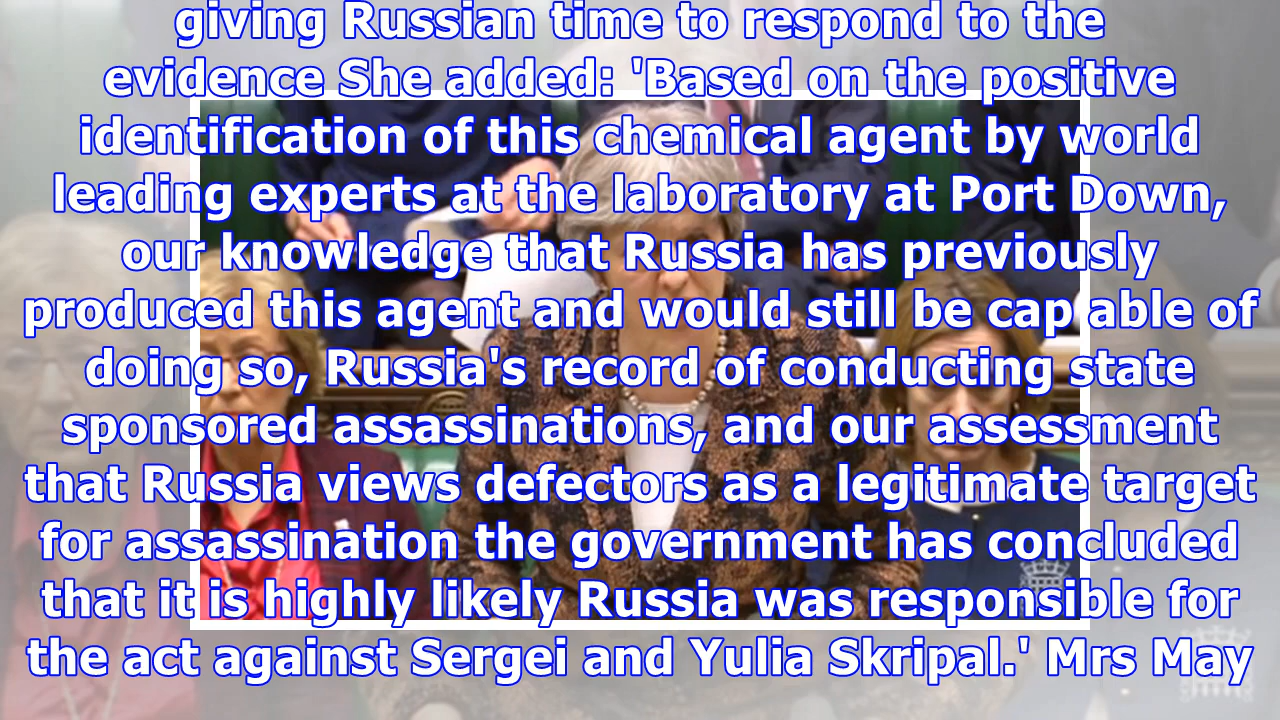 giving Russian time to respond to the
evidence She added: 'Based on the positive
identification of this chemical agent by world
leading experts at the laboratory at Port Down,
our knowledge that Russia has previously
produced this agent and would still be cap able of
doing so, Russia's record of conducting state
sponsored assassinations, and our assessment
that Russia views defectors as a legitimate target
for assassination the government has concluded
that it is highly likely Russia was responsible for
the act against Sergei and Yulia Skripal.' Mrs May